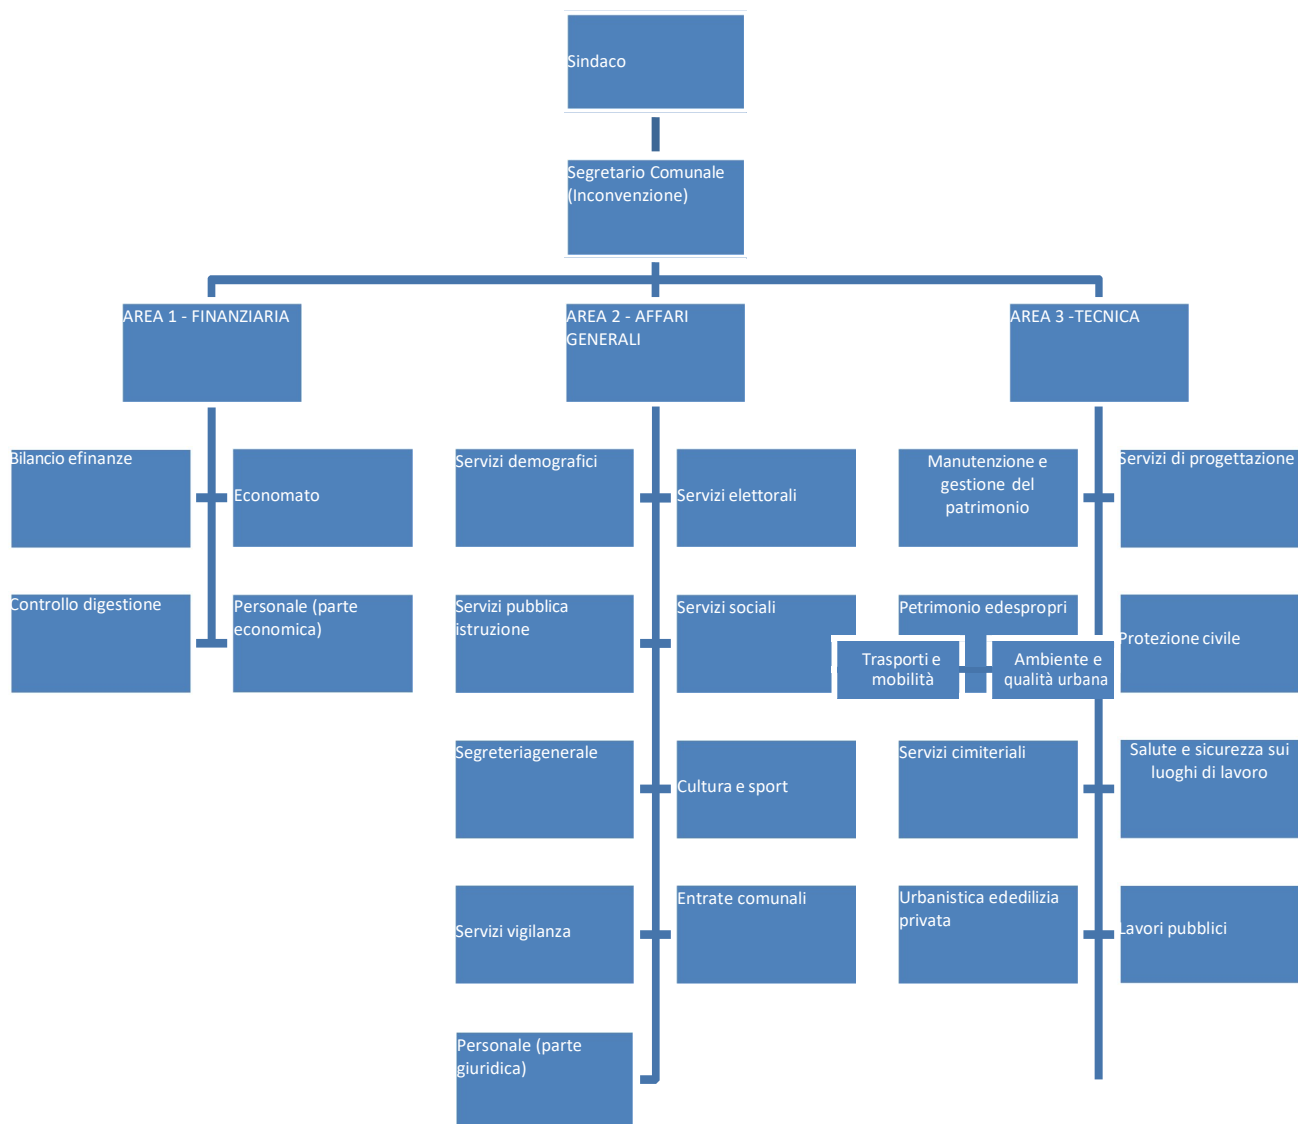 Sindaco
Segretario Comunale
(Inconvenzione)
AREA 1 - FINANZIARIA
AREA 2 - AFFARI
GENERALI
AREA 3 -TECNICA
Bilancio efinanze
Economato
Controllo digestione
Personale (parte
economica)
Servizi demografici
Servizi elettorali
Servizi pubblica
istruzione
Servizi sociali
Segreteriagenerale
Cultura e sport
Servizi vigilanza
Entrate comunali
Personale (parte
giuridica)
Manutenzione e
gestione del
patrimonio
Servizi di progettazione
Petrimonio edespropri
Trasporti e
mobilità
Ambiente e
qualità urbana
Protezione civile
Servizi cimiteriali
Salute e sicurezza sui
luoghi di lavoro
Urbanistica ededilizia
privata
Lavori pubblici